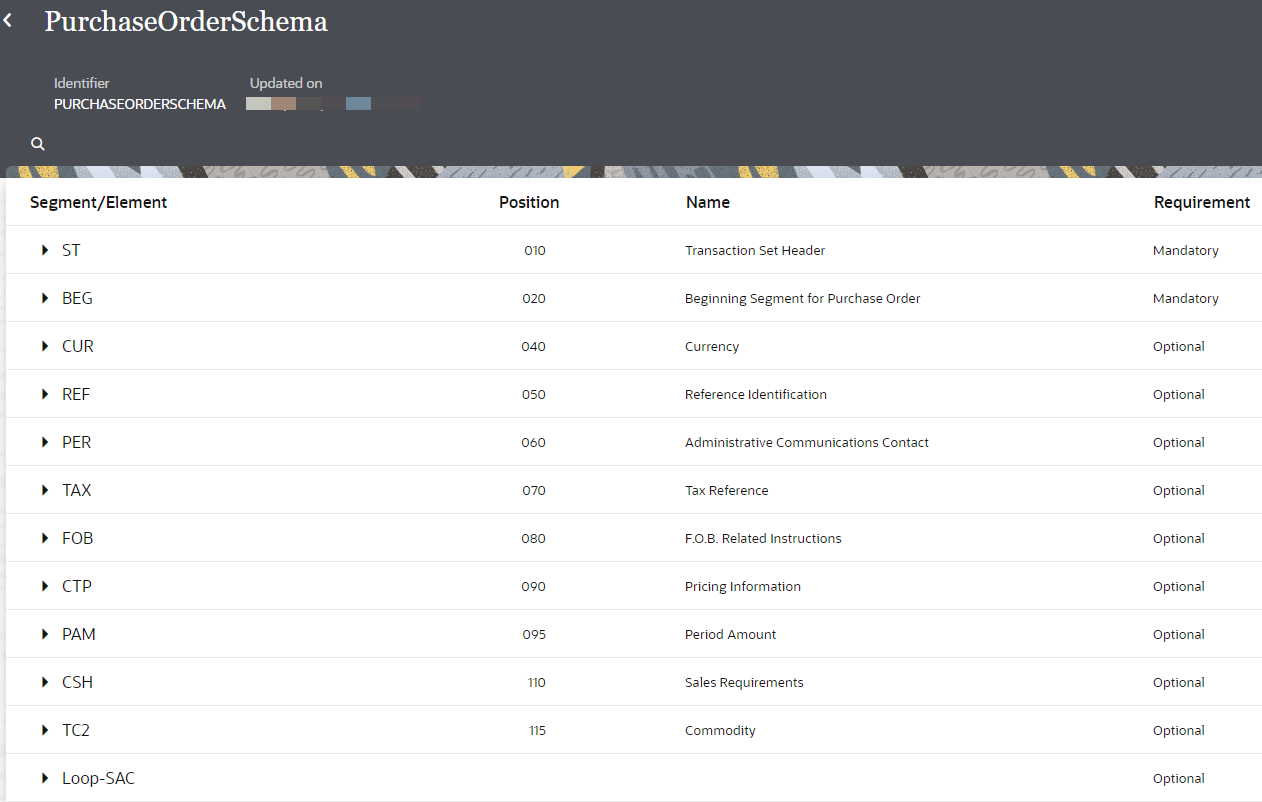 PurchaseOrderSchema
Identifier Updated on
PURCHASEORDERSCHEMA
Segment/Element Position Name Requirement
ST 010 Transaction Set Header Mandatory
BEG 020 Beginning Segment for Purchase Order Mandatory
CUR 040 Currency Optional
REF 050 Reference Identification Optional
PER 060 Administrative Communications Contact Optional
TAX 070 Tax Reference Optional
FOB 080 F.O.B. Related Instructions Optional
CTP 090 Pricing Information Optional
PAM 095 Period Amount Optional
CSH 110 Sales Requirements Optional
TC2 115 Commodity Optional
Loop-SAC Optional